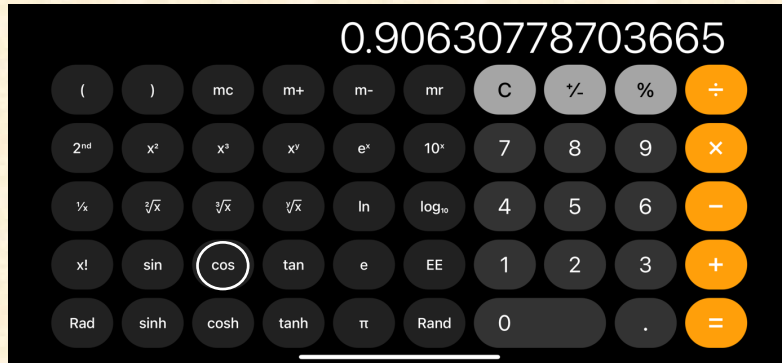 0.90630778703665
( ) mc m+ m- mr C ⁺/₋ % ÷
2ⁿᵈ x² x³ xʸ eˣ 10ˣ 7 8 9 ×
¹/ₓ ²√x ³√x ʸ√x ln log₁₀ 4 5 6 −
x! sin cos tan e EE 1 2 3 +
Rad sinh cosh tanh π Rand 0 . =